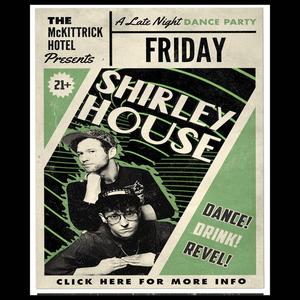 THE
McKITTRICK
HOTEL
Presents
A Late Night DANCE PARTY
FRIDAY
21+
SHIRLEY
HOUSE
DANCE!
DRINK!
REVEL!
CLICK HERE FOR MORE INFO